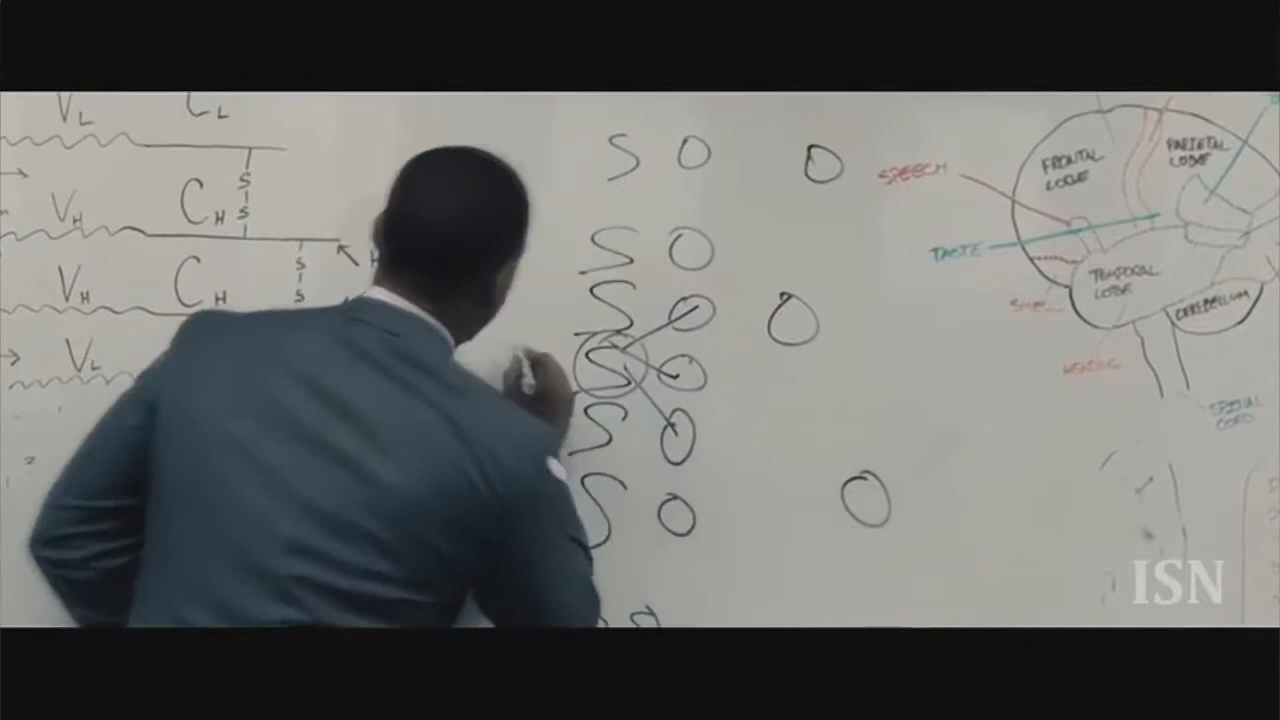 V_L C_L
S
S
V_H C_H
S
S
V_H C_H
V_L
2
S O O
S O
S O O
S O
S O
S O O
SPEECH
TASTE
FRONTAL
LOBE
PARIETAL
LOBE
TEMPORAL
LOBE
CEREBELLUM
SPINAL
CORD
ISN